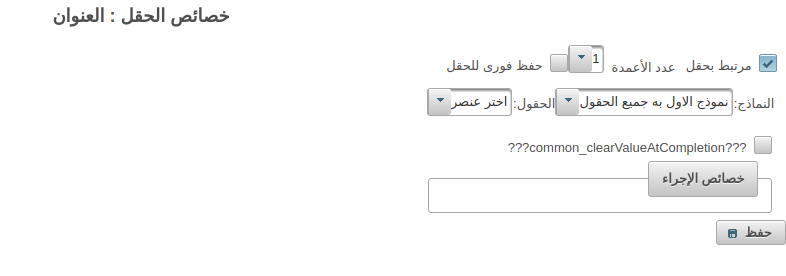 خصائص الحقل : العنوان
مرتبط بحقل عدد الأعمدة 1 حفظ فورى للحقل
النماذج: نموذج الاول به جميع الحقول الحقول: اختر عنصر
???common_clearValueAtCompletion???
خصائص الإجراء
حفظ